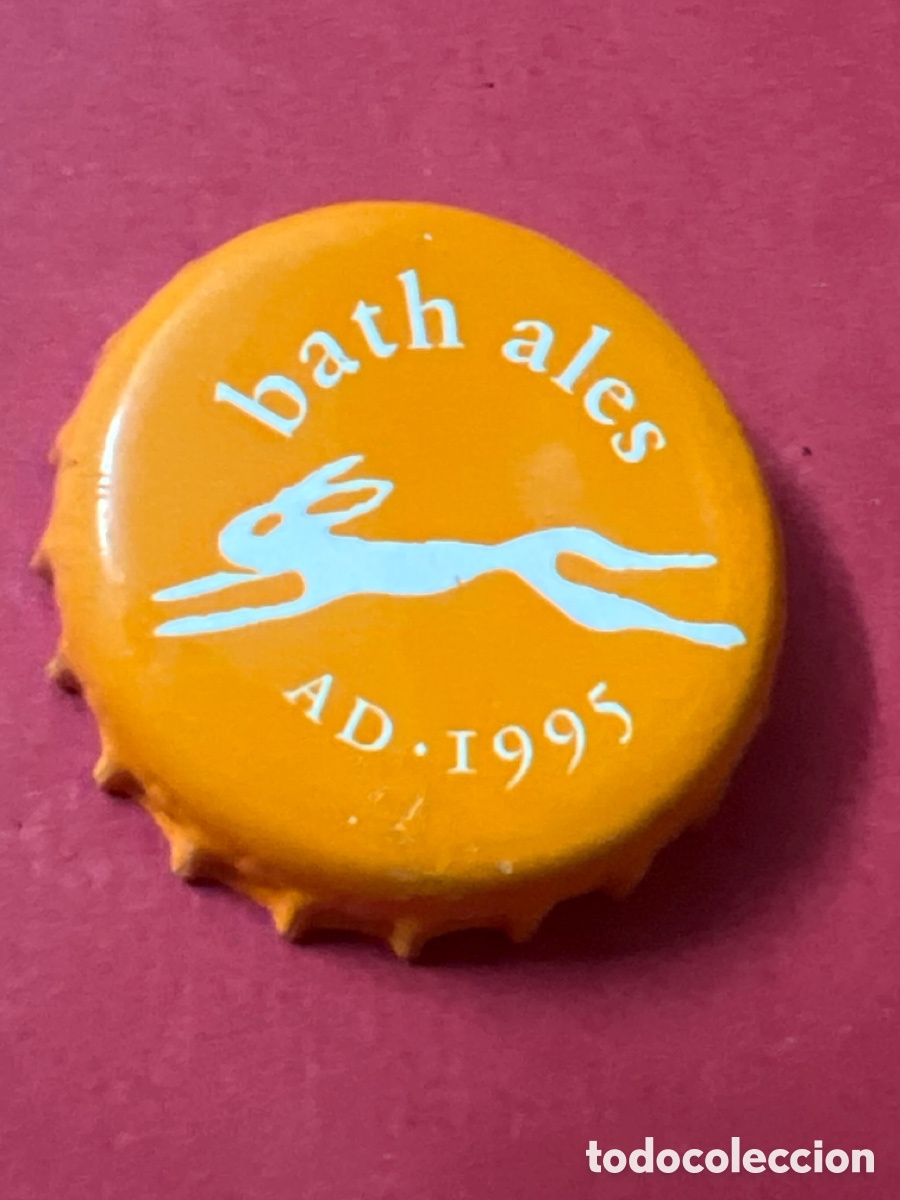 bath ales
AD·1995
todocoleccion